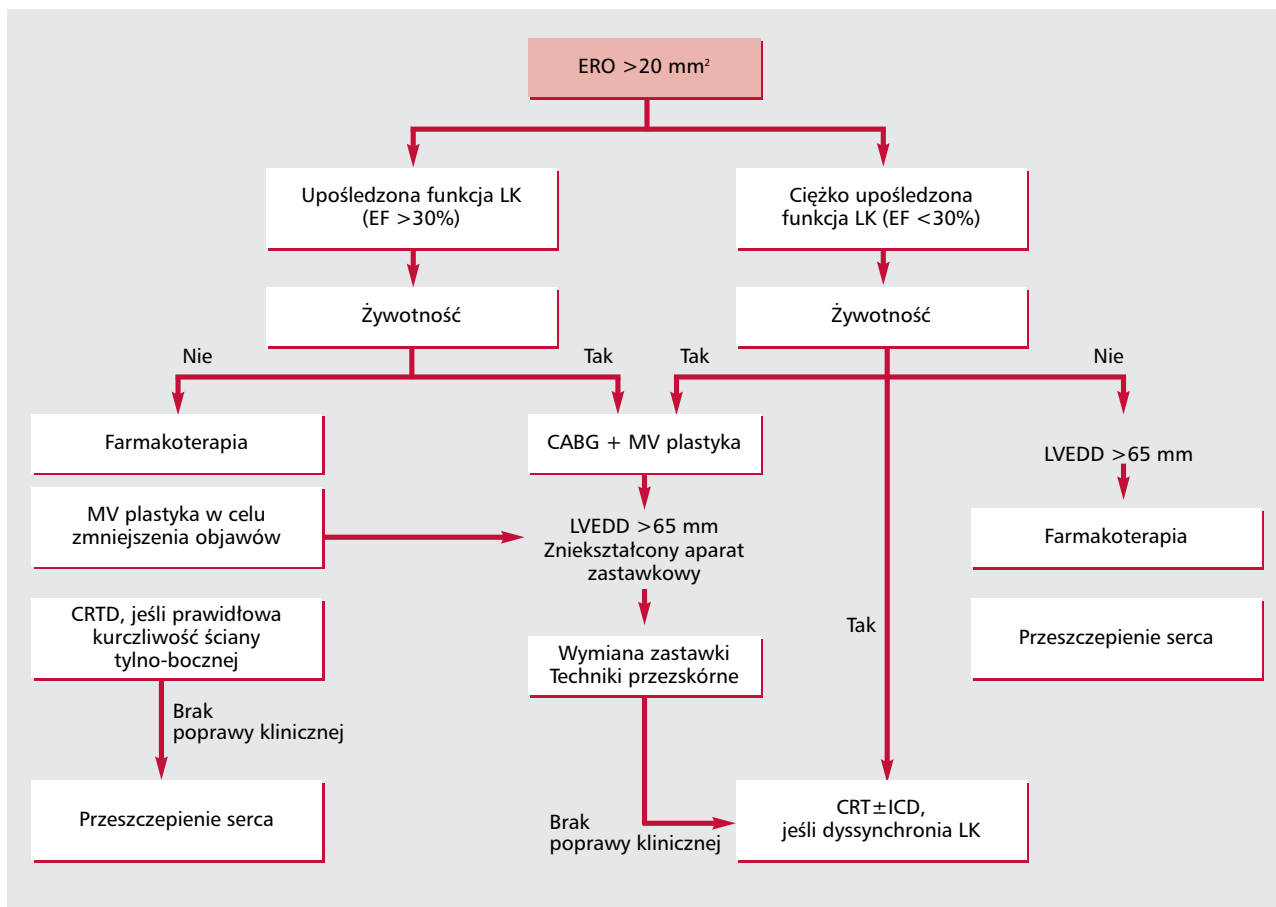 ERO >20 mm²
Upośledzona funkcja LK
(EF >30%)
Ciężko upośledzona
funkcja LK (EF <30%)
Żywotność
Żywotność
Nie
Tak
Tak
Nie
Farmakoterapia
CABG + MV plastyka
LVEDD >65 mm
MV plastyka w celu
zmniejszenia objawów
LVEDD >65 mm
Zniekształcony aparat
zastawkowy
Farmakoterapia
CRTD, jeśli prawidłowa
kurczliwość ściany
tylno-bocznej
Tak
Przeszczepienie serca
Wymiana zastawki
Techniki przezskórne
Brak
poprawy klinicznej
Przeszczepienie serca
Brak
poprawy klinicznej
CRT±ICD,
jeśli dyssynchronia LK